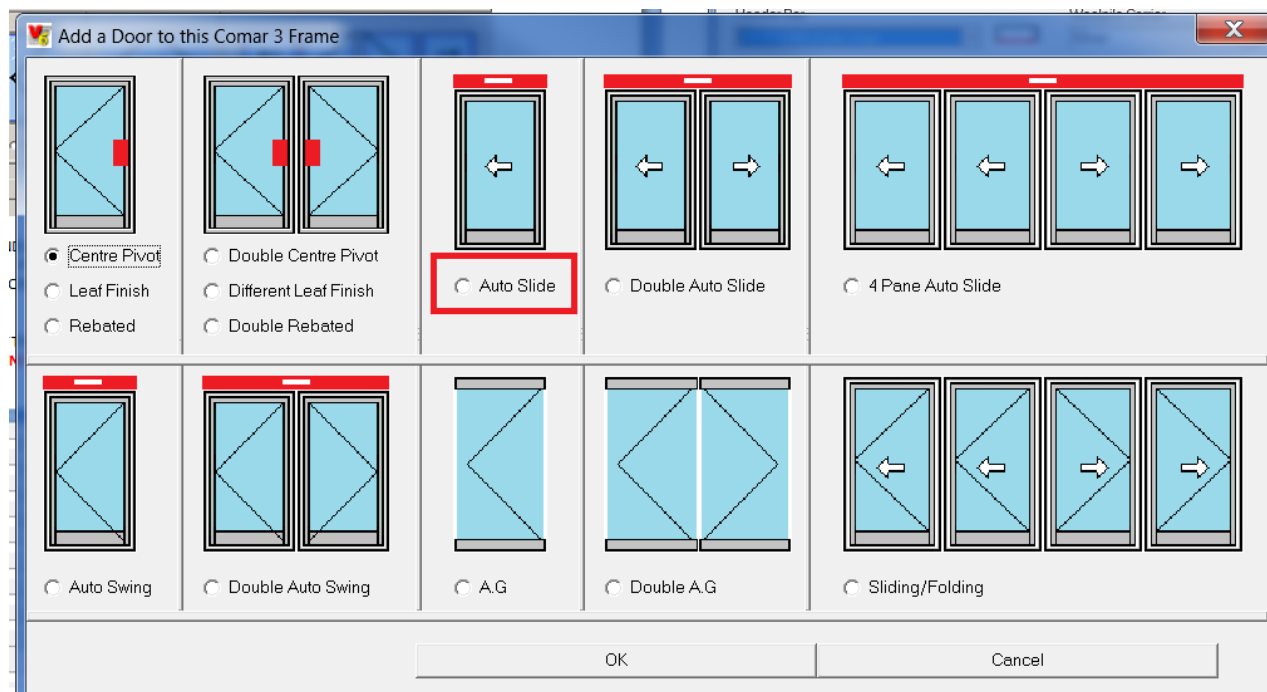 Add a Door to this Comar 3 Frame
Centre Pivot
Leaf Finish
Rebated
Double Centre Pivot
Different Leaf Finish
Double Rebated
Auto Slide
Double Auto Slide
4 Pane Auto Slide
Auto Swing
Double Auto Swing
A.G
Double A.G
Sliding/Folding
OK
Cancel